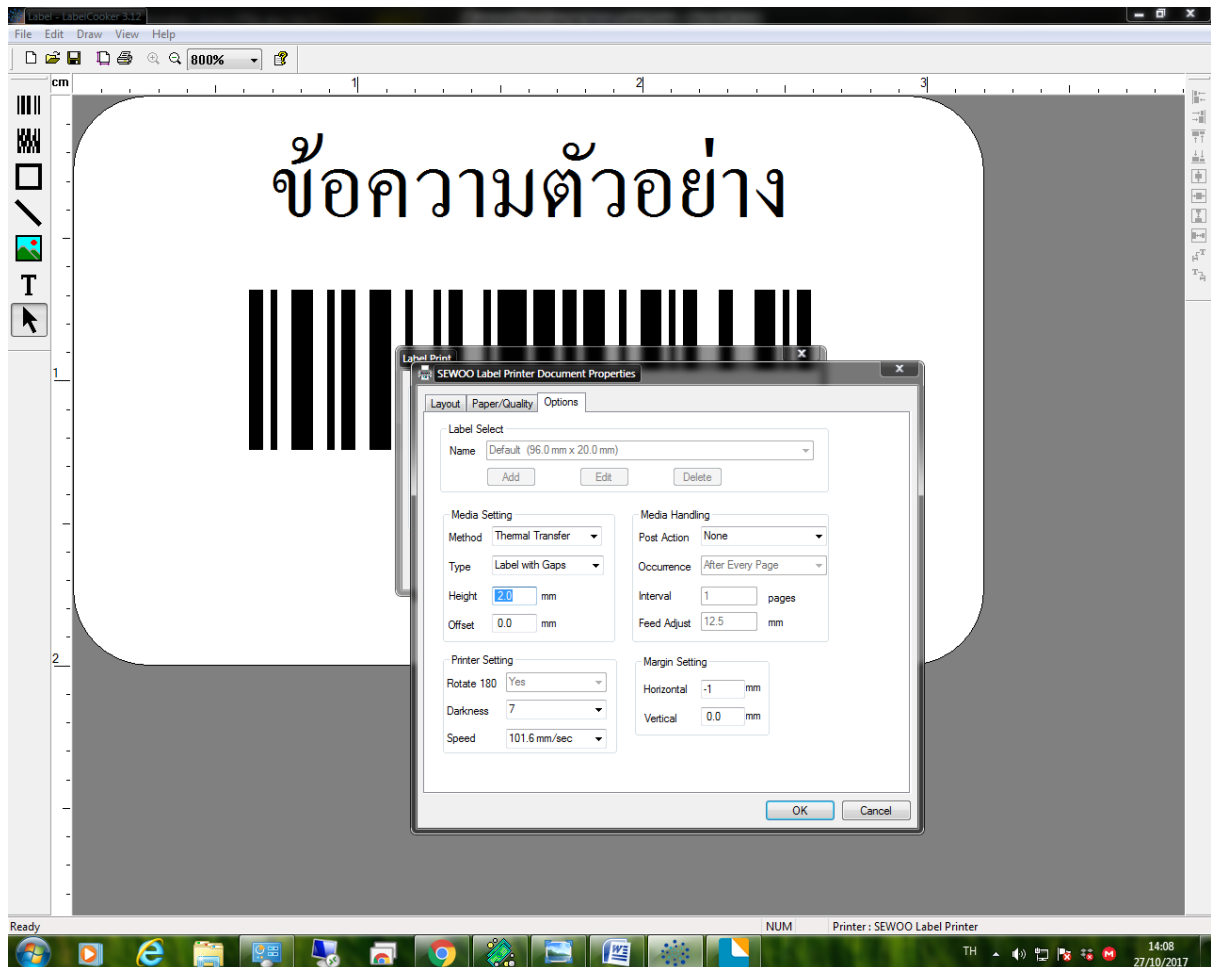 Label - LabelCooker 3.12
File Edit Draw View Help
800%
cm 1 2 3
ข้อความตัวอย่าง
T
1
2
Label Print
SEWOO Label Printer Document Properties
Layout Paper/Quality Options
Label Select
Name Default (96.0 mm x 20.0 mm)
Add Edit Delete
Media Setting
Method Thermal Transfer
Type Label with Gaps
Height 2.0 mm
Offset 0.0 mm
Media Handling
Post Action None
Occurrence After Every Page
Interval 1 pages
Feed Adjust 12.5 mm
Printer Setting
Rotate 180 Yes
Darkness 7
Speed 101.6 mm/sec
Margin Setting
Horizontal -1 mm
Vertical 0.0 mm
OK Cancel
Ready NUM Printer : SEWOO Label Printer
TH 14:08
27/10/2017